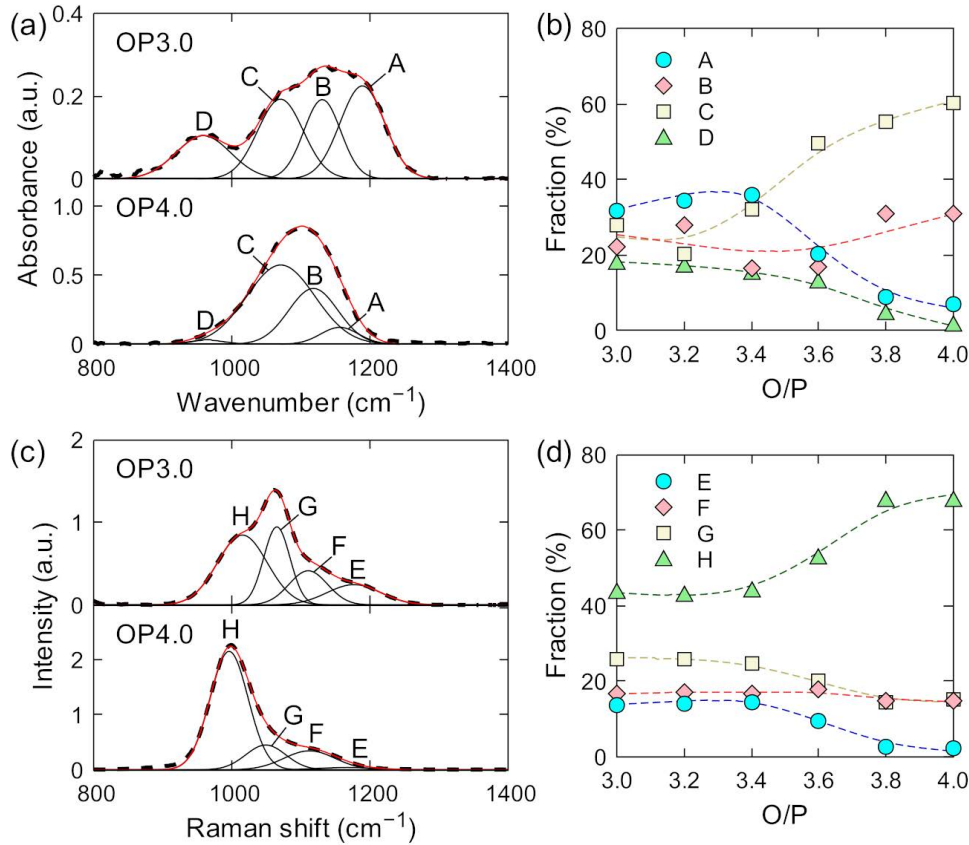 (a)
OP3.0
0.4
0.2
0
A
B
C
D
OP4.0
1.0
0.5
0
C
B
A
D
Absorbance (a.u.)
800 1000 1200 1400
Wavenumber (cm⁻¹)
(b)
80
60
40
20
0
A
B
C
D
Fraction (%)
3.0 3.2 3.4 3.6 3.8 4.0
O/P
(c)
OP3.0
2
1
0
H
G
F
E
OP4.0
2
1
0
H
G
F
E
Intensity (a.u.)
800 1000 1200 1400
Raman shift (cm⁻¹)
(d)
80
60
40
20
0
E
F
G
H
Fraction (%)
3.0 3.2 3.4 3.6 3.8 4.0
O/P